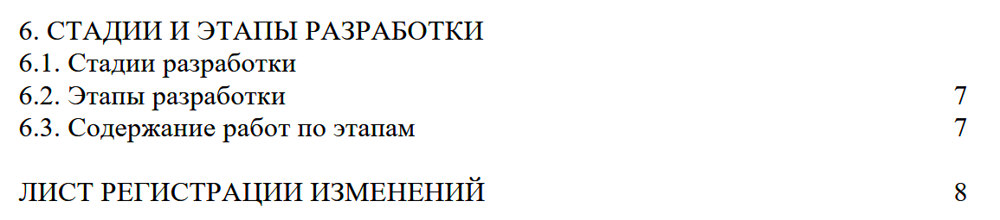 6. СТАДИИ И ЭТАПЫ РАЗРАБОТКИ
6.1. Стадии разработки
6.2. Этапы разработки 7
6.3. Содержание работ по этапам 7
ЛИСТ РЕГИСТРАЦИИ ИЗМЕНЕНИЙ 8